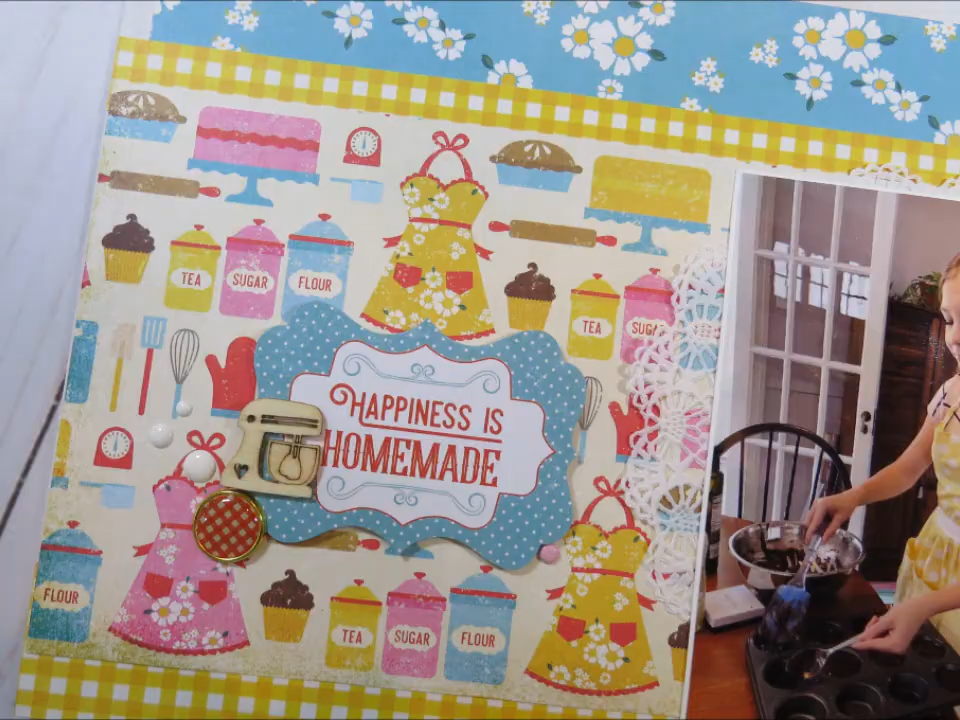 TEA
SUGAR
FLOUR
TEA
SUGAR
HAPPINESS IS
HOMEMADE
FLOUR
TEA
SUGAR
FLOUR